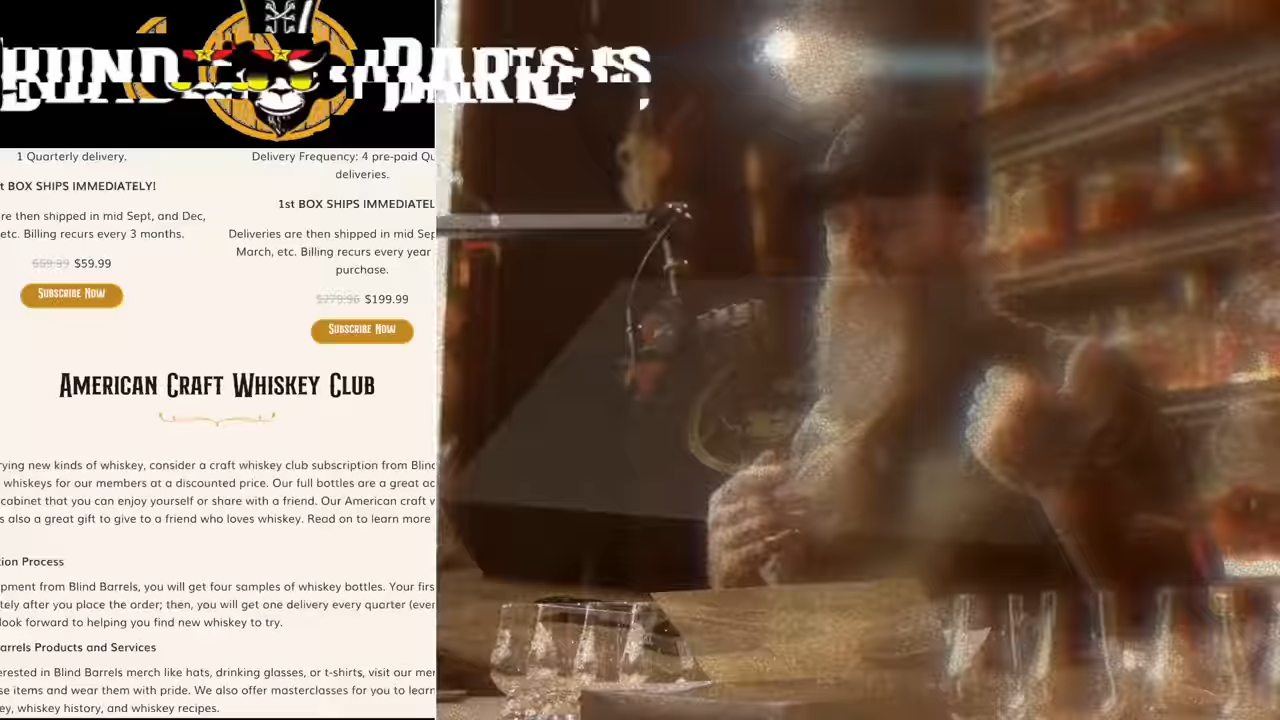 BLIND BARRELS
1 Quarterly delivery.
t BOX SHIPS IMMEDIATELY!
re then shipped in mid Sept, and Dec,
etc. Billing recurs every 3 months.
$69.99 $59.99
SUBSCRIBE NOW
Delivery Frequency: 4 pre-paid Qu
deliveries.
1st BOX SHIPS IMMEDIATEL
Deliveries are then shipped in mid Sep
March, etc. Billing recurs every year
purchase.
$199.99
SUBSCRIBE NOW
AMERICAN CRAFT WHISKEY CLUB
rying new kinds of whiskey, consider a craft whiskey club subscription from Blind
whiskeys for our members at a discounted price. Our full bottles are a great ac
cabinet that you can enjoy yourself or share with a friend. Our American craft w
s also a great gift to give to a friend who loves whiskey. Read on to learn more
tion Process
pment from Blind Barrels, you will get four samples of whiskey bottles. Your firs
tely after you place the order; then, you will get one delivery every quarter (ever
look forward to helping you find new whiskey to try.
arrels Products and Services
erested in Blind Barrels merch like hats, drinking glasses, or t-shirts, visit our mer
se items and wear them with pride. We also offer masterclasses for you to learn
ey, whiskey history, and whiskey recipes.